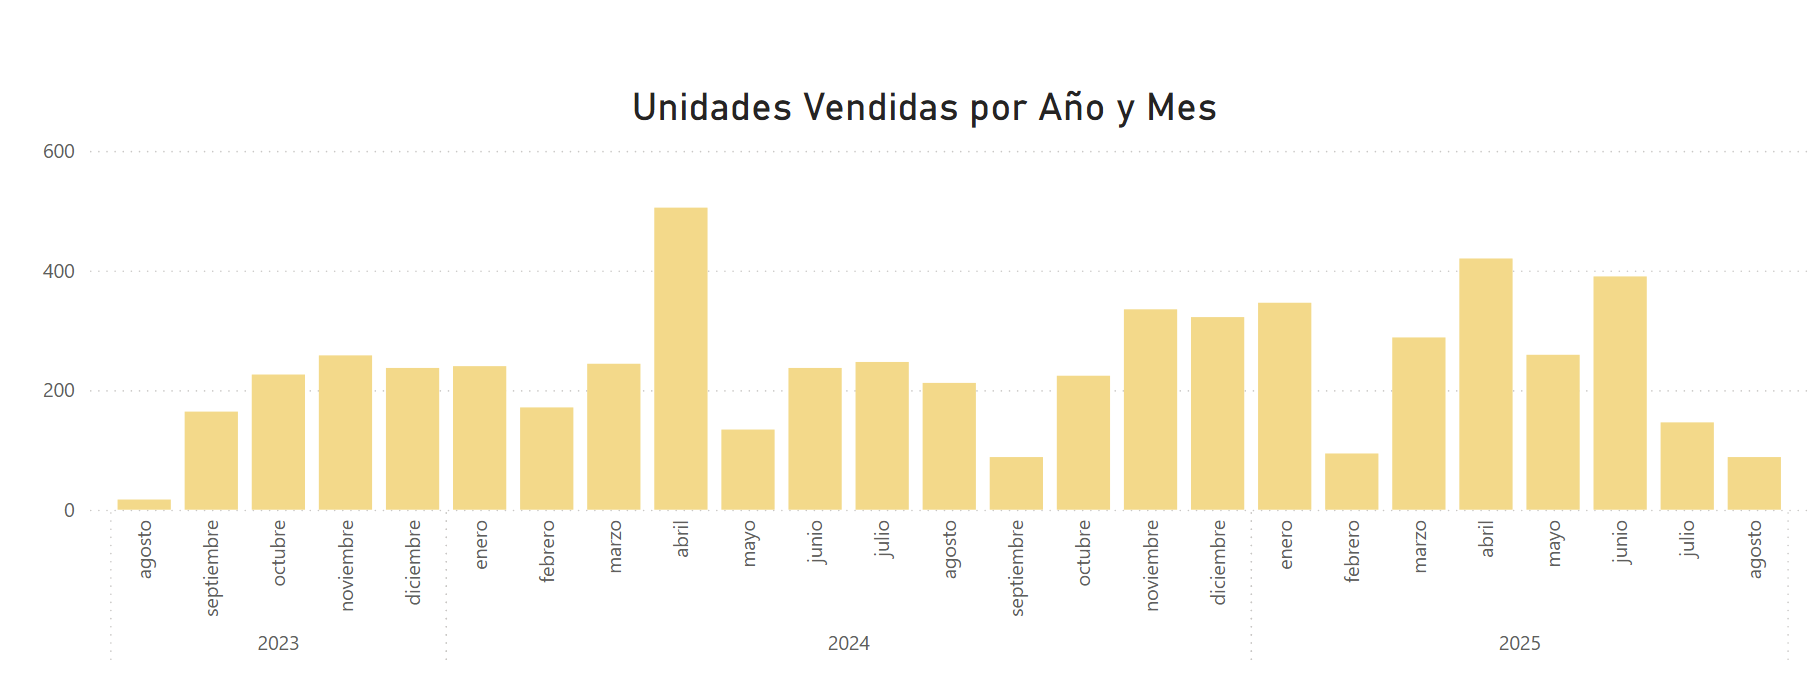 Unidades Vendidas por Año y Mes
600
400
200
0
agosto
septiembre
octubre
noviembre
diciembre
enero
febrero
marzo
abril
mayo
junio
julio
agosto
septiembre
octubre
noviembre
diciembre
enero
febrero
marzo
abril
mayo
junio
julio
agosto
2023
2024
2025